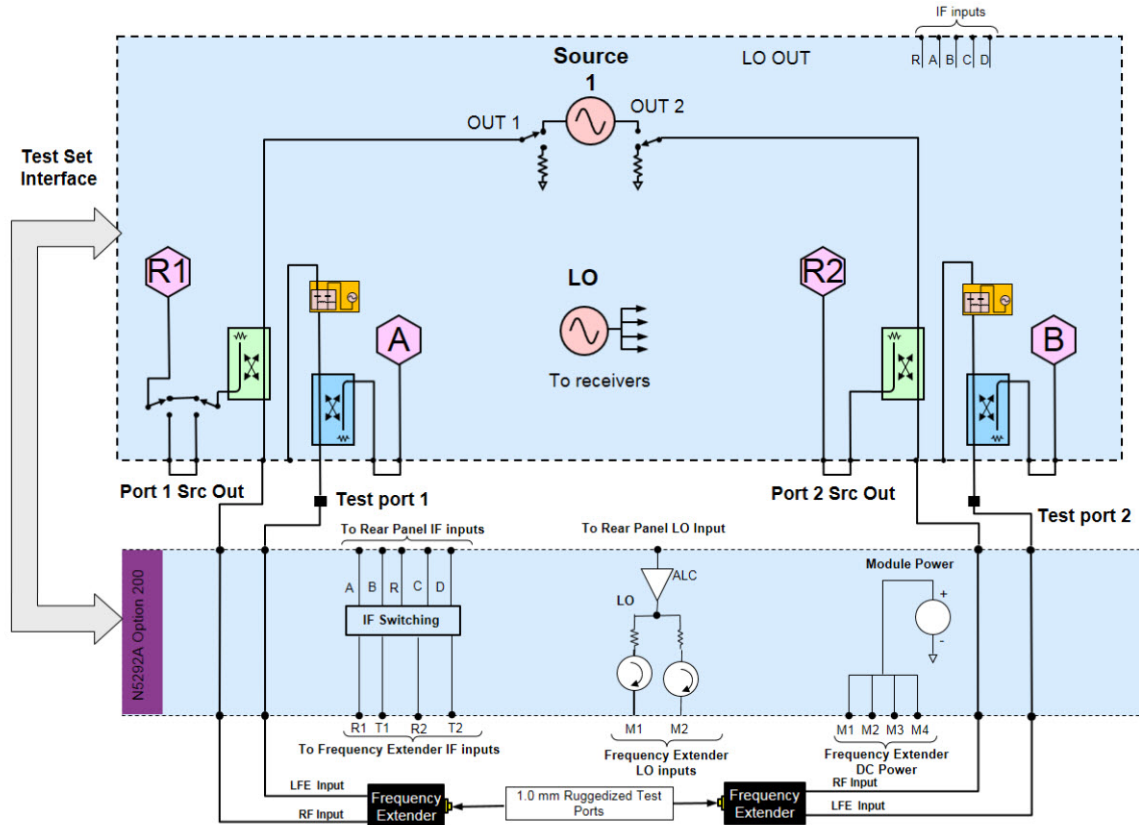 IF inputs
Source
1
LO OUT
R A B C D
OUT 1
OUT 2
Test Set
Interface
R1
A
LO
To receivers
R2
B
Port 1 Src Out
Test port 1
Port 2 Src Out
Test port 2
N5292A Option 200
To Rear Panel IF inputs
A B R C D
IF Switching
R1 T1 R2 T2
To Frequency Extender IF inputs
To Rear Panel LO Input
ALC
LO
M1 M2
Frequency Extender
LO inputs
Module Power
+
-
M1 M2 M3 M4
Frequency Extender
DC Power
LFE Input
RF Input
Frequency
Extender
1.0 mm Ruggedized Test
Ports
Frequency
Extender
RF Input
LFE Input